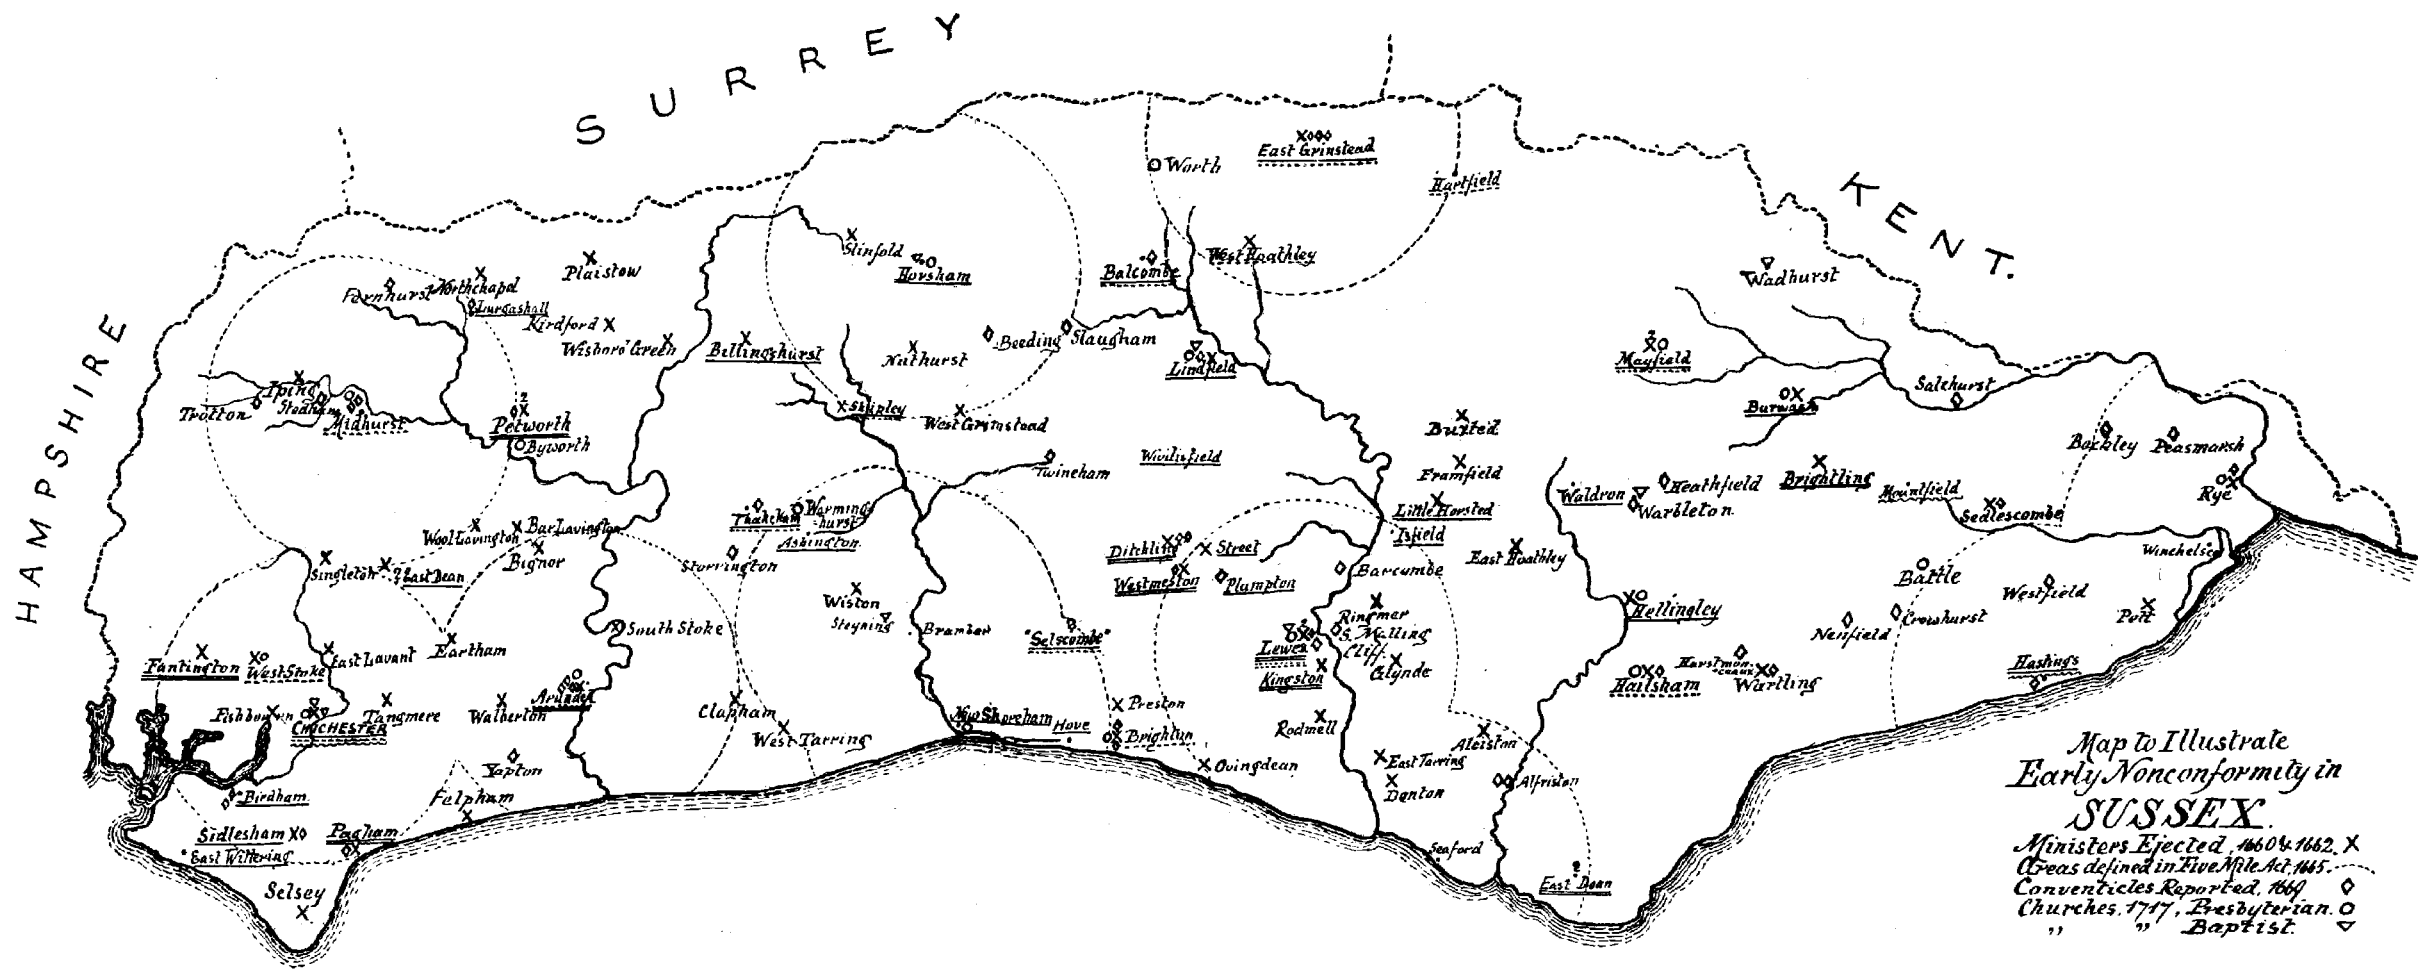 SURREY
HAMPSHIRE
KENT.
East Grinstead
Worth
Hartfield
Slinfold
Horsham
Balcombe
West Hoathley
Plaistow
Fernhurst
Northchapel
Lurgashall
Kirdford
Wisboro' Green
Billingshurst
Nuthurst
Beeding
Slaugham
Lindfield
Wadhurst
Mayfield
Burwash
Salehurst
Iping
Trotton
Stedham
Midhurst
Petworth
Byworth
Shipley
West Grinstead
Twineham
Wivilsfield
Buxted
Framfield
Little Horsted
Isfield
East Hoathley
Waldron
Heathfield
Warbleton
Brightling
Mountfield
Sedlescombe
Beckley
Peasmarsh
Rye
Winchelsea
Wool Lavington
Bar Lavington
Bignor
Thakeham
Warming-
hurst
Ashington
Storrington
Singleton
East Dean
Ditchling
Street
Westmeston
Plumpton
Barcombe
Wiston
Steyning
Bramber
"Selscombe"
South Stoke
Ringmer
S. Malling
Cliff
Lewes
Kingston
Glynde
Hellingley
Battle
Westfield
Nenfield
Crowhurst
Pett
Hastings
Funtington
West Stoke
East Lavant
Eartham
Hailsham
Hurstmon-
ceaux
Wartling
Fishbourn
CHICHESTER
Tangmere
Walberton
Arundel
Clapham
West Tarring
New Shoreham
Hove
Preston
Brighton
Ovingdean
Rodmell
East Tarring
Denton
Alciston
Alfriston
Yapton
Felpham
Birdham
Sidlesham
Pagham
East Wittering
Selsey
Seaford
East Dean
Map to Illustrate
Early Nonconformity in
SUSSEX.
Ministers Ejected, 1660 & 1662. X
Areas defined in Five Mile Act, 1665.
Conventicles Reported, 1669
Churches, 1717, Presbyterian.
" " Baptist.